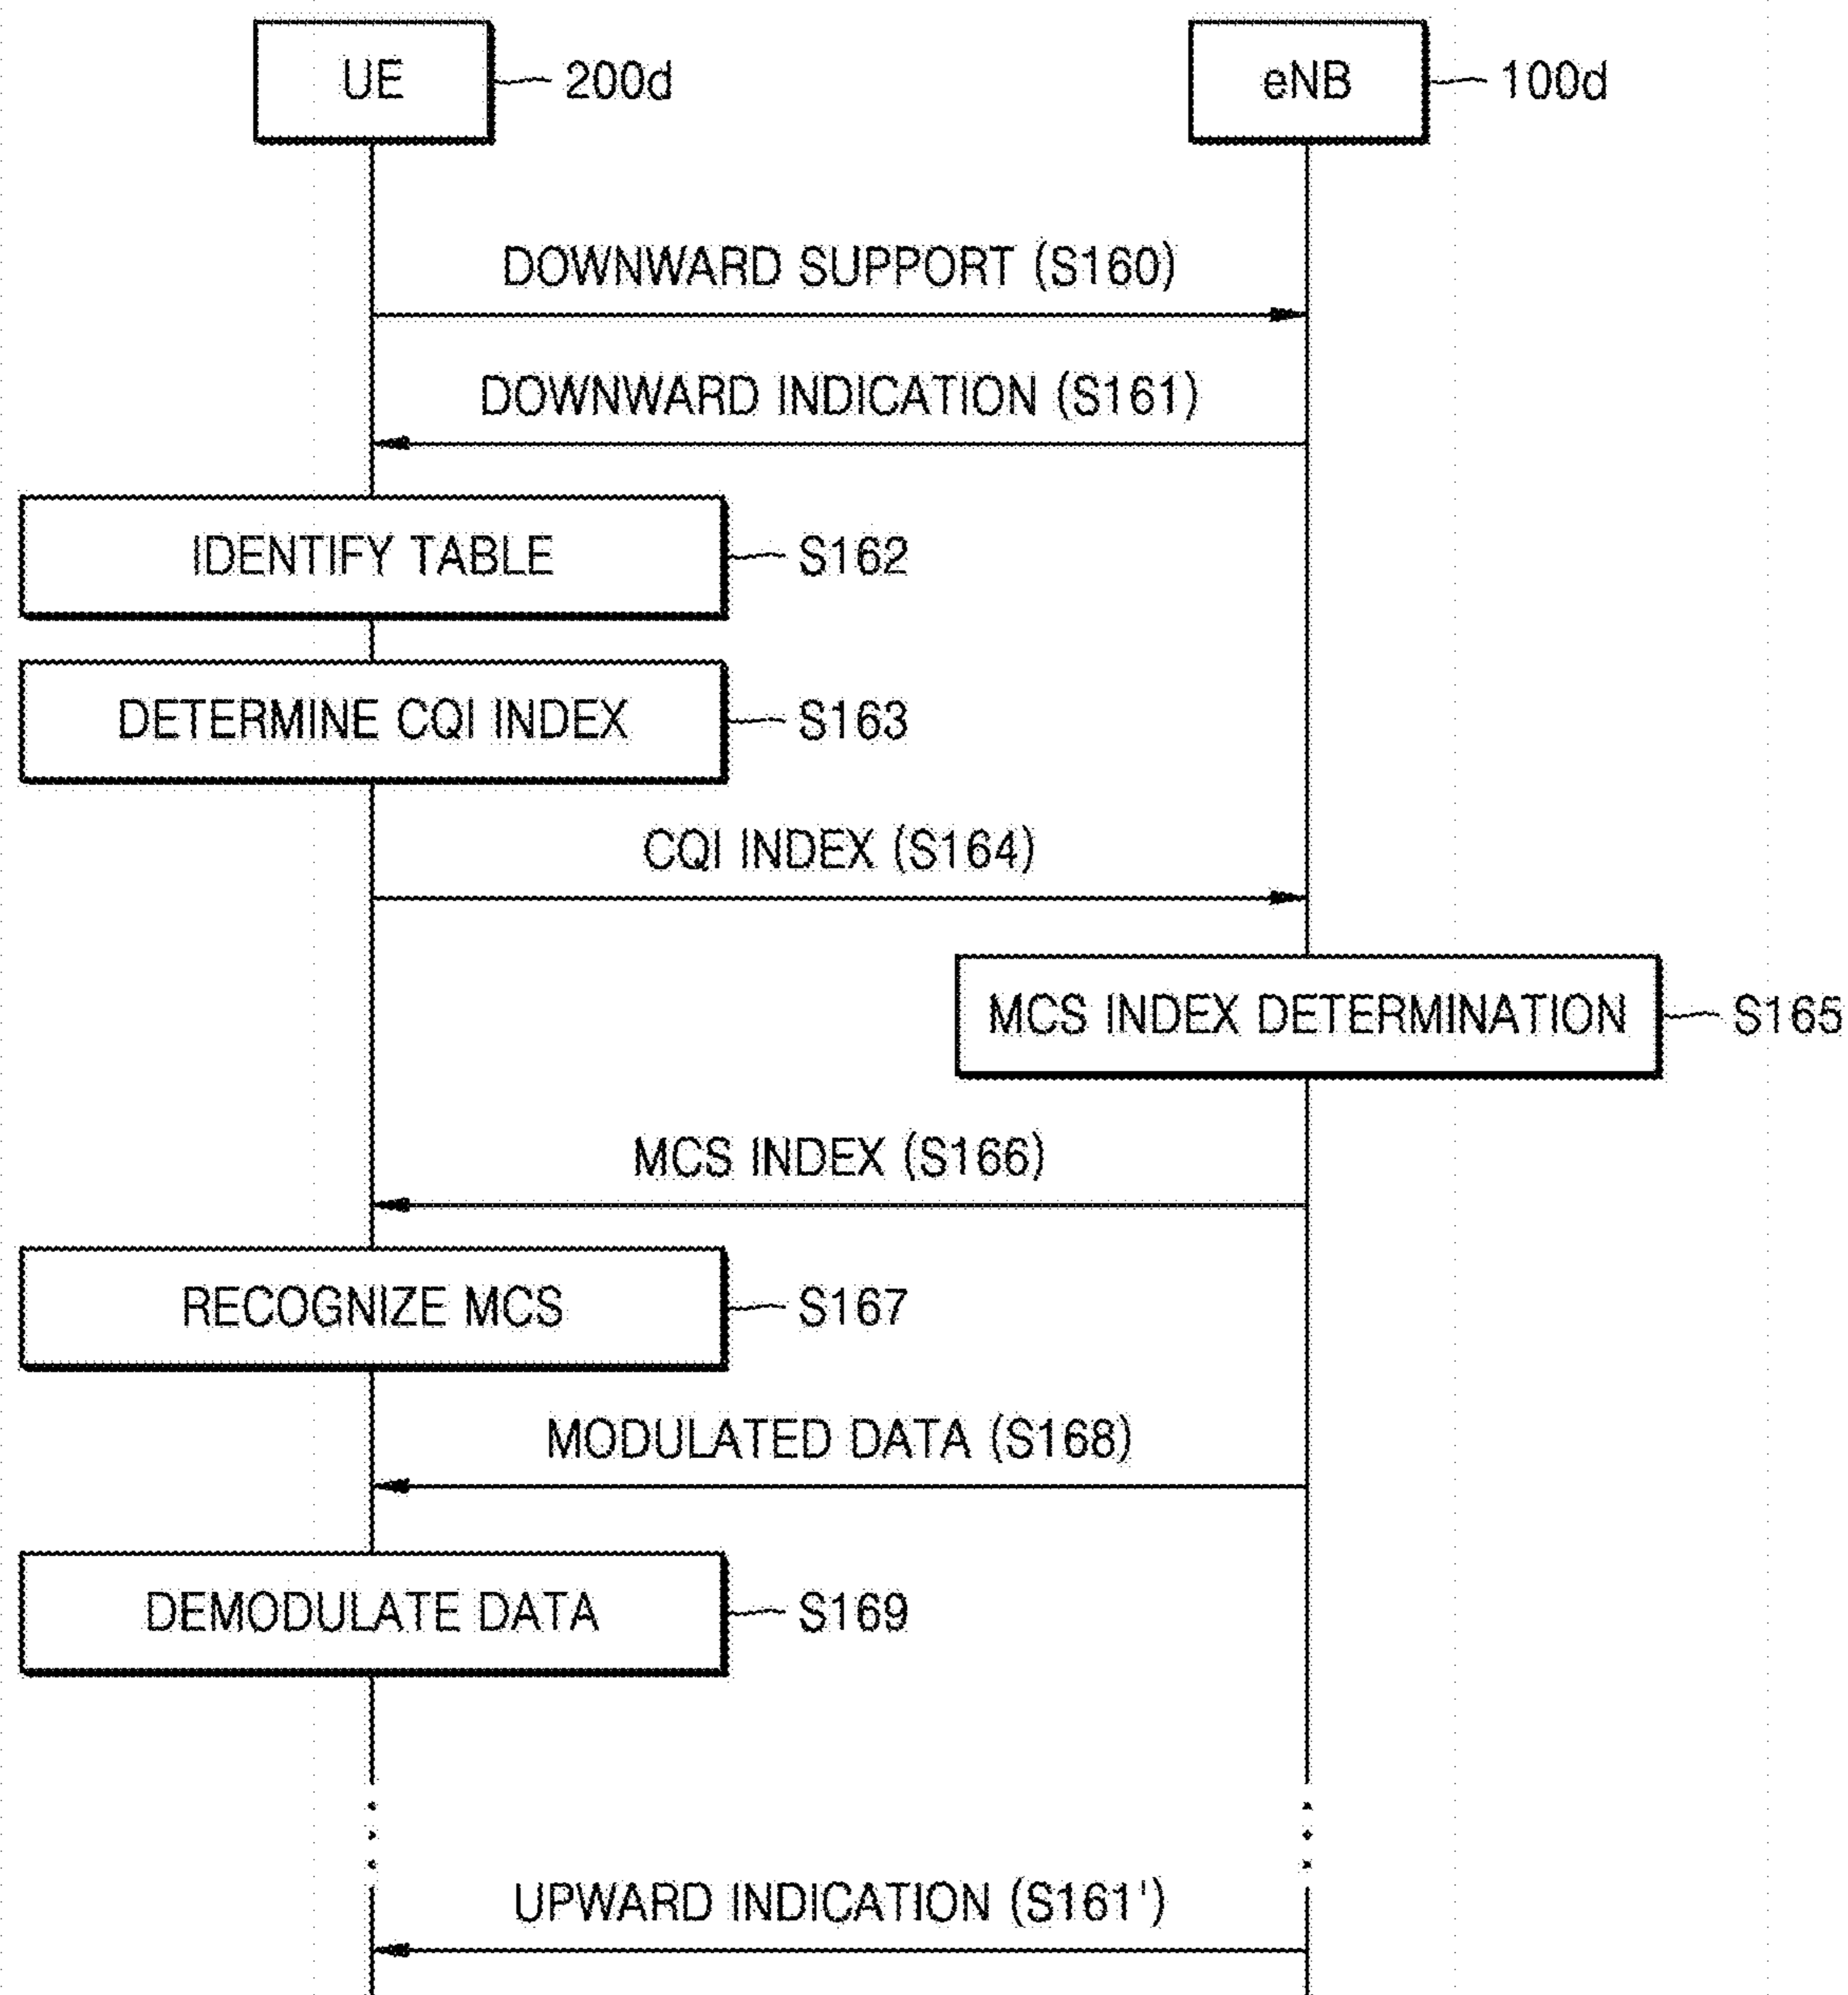 UE 200d eNB 100d
DOWNWARD SUPPORT (S160)
DOWNWARD INDICATION (S161)
IDENTIFY TABLE S162
DETERMINE CQI INDEX S163
CQI INDEX (S164)
MCS INDEX DETERMINATION S165
MCS INDEX (S166)
RECOGNIZE MCS S167
MODULATED DATA (S168)
DEMODULATE DATA S169
UPWARD INDICATION (S161')